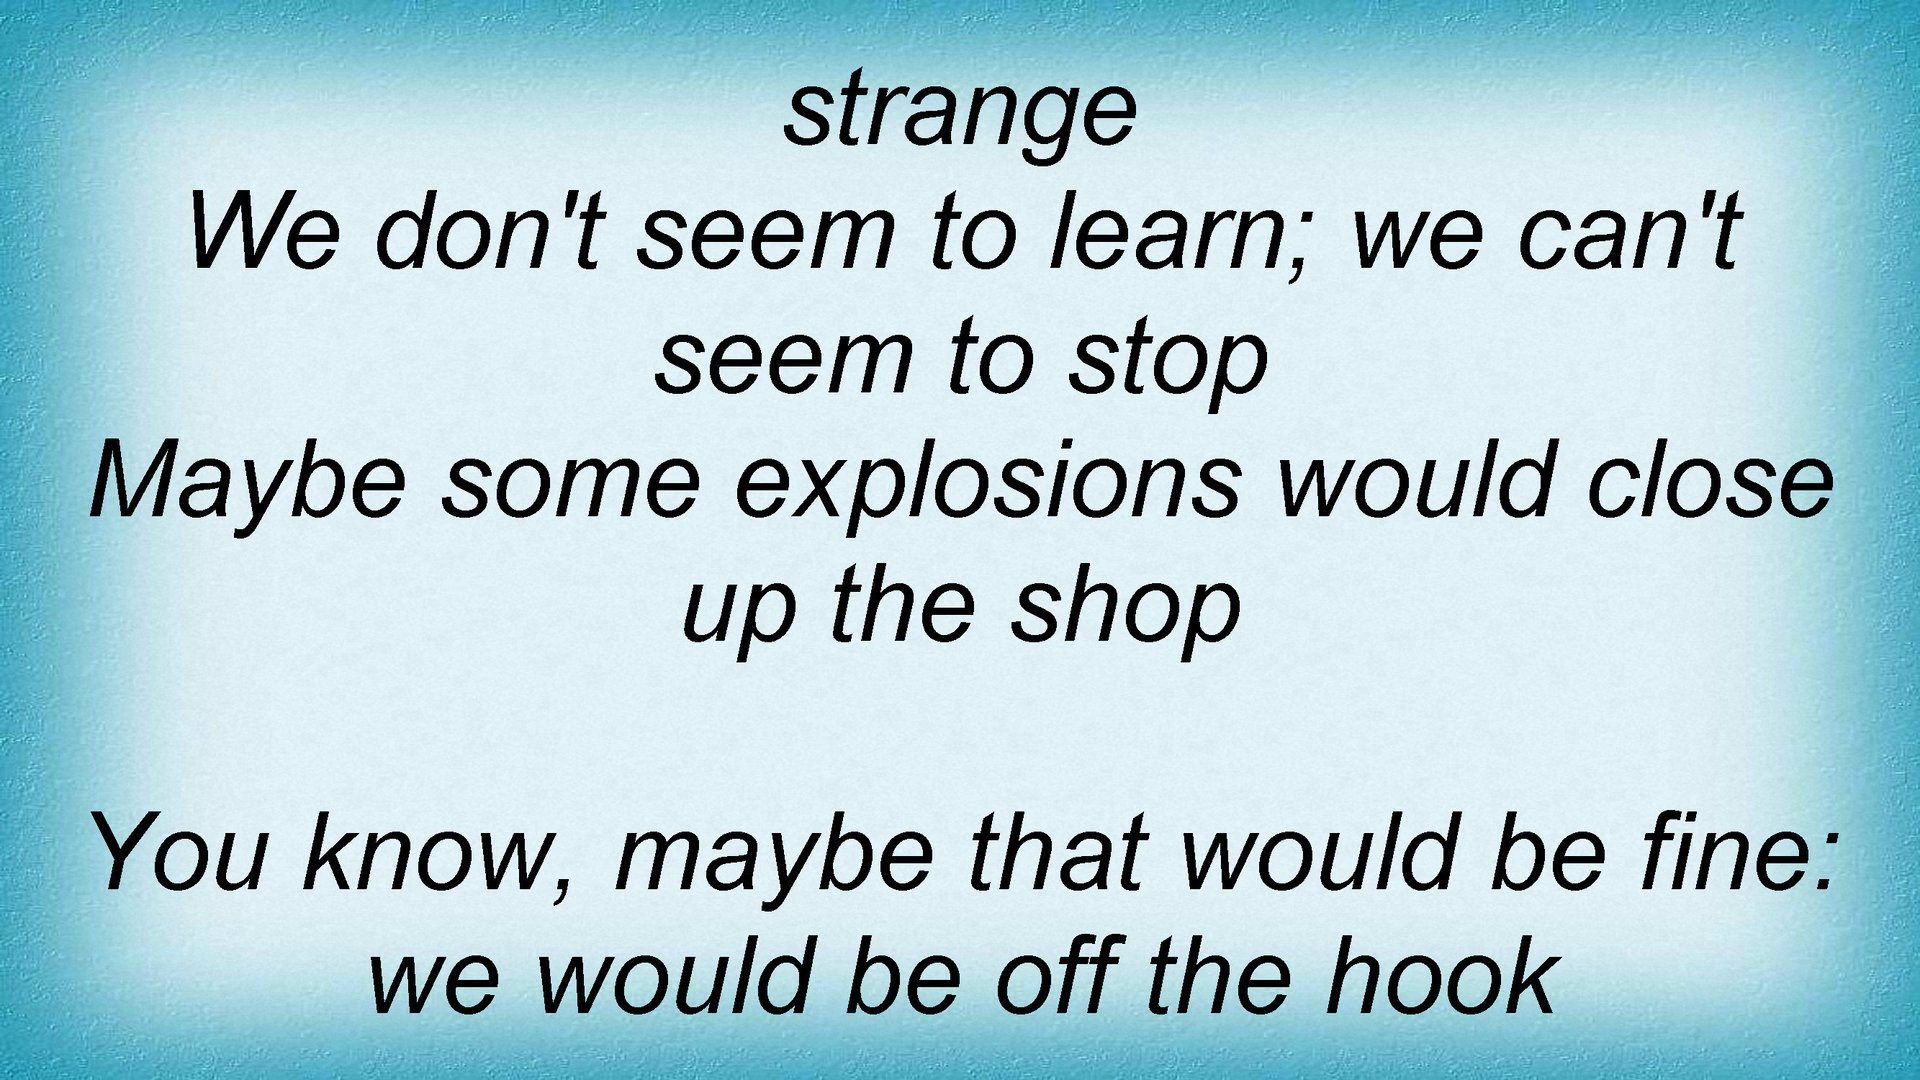 strange
We don't seem to learn; we can't
seem to stop
Maybe some explosions would close
up the shop
You know, maybe that would be fine:
we would be off the hook